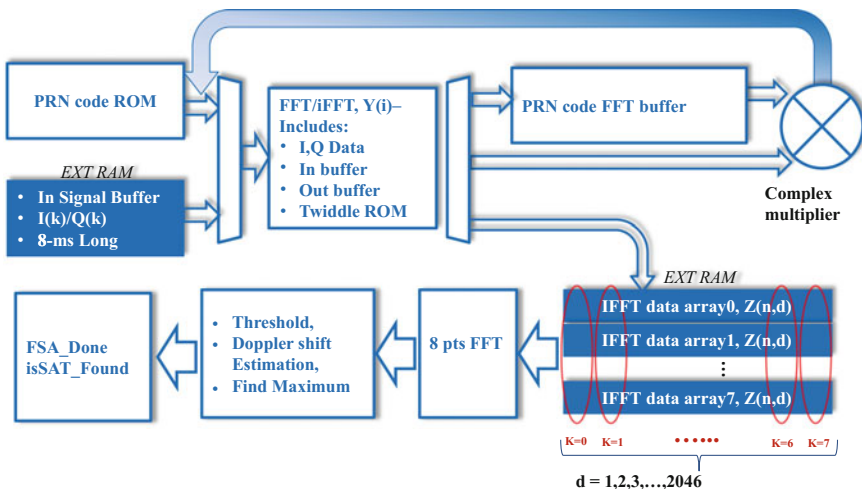 PRN code ROM
EXT RAM
• In Signal Buffer
• I(k)/Q(k)
• 8-ms Long
FFT/iFFT, Y(i)–
Includes:
• I,Q Data
• In buffer
• Out buffer
• Twiddle ROM
PRN code FFT buffer
Complex
multiplier
EXT RAM
IFFT data array0, Z(n,d)
IFFT data array1, Z(n,d)
⋮
IFFT data array7, Z(n,d)
K=0 K=1 •••••• K=6 K=7
d = 1,2,3,…,2046
8 pts FFT
• Threshold,
• Doppler shift
Estimation,
• Find Maximum
FSA_Done
isSAT_Found